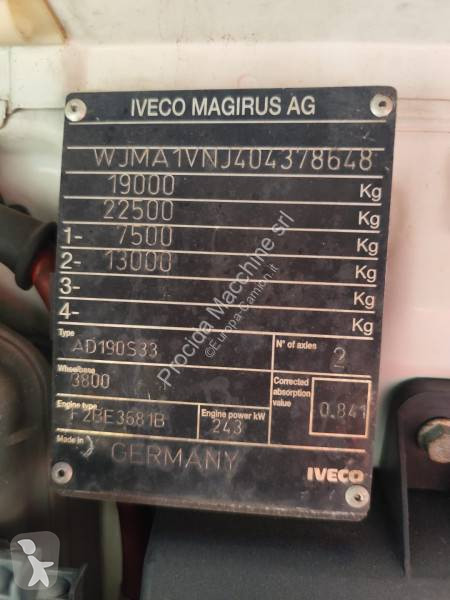 IVECO MAGIRUS AG
WJMA1VNJ404378648
19000 Kg
22500 Kg
1- 7500 Kg
2- 13000 Kg
3- Kg
4- Kg
Type AD190S33 N° of axles 2
Wheelbase 3800 Corrected absorption value 0.841
Engine type F2BE3681B Engine power kW 243
Made in GERMANY IVECO
Procida Macchine srl
©Europa-Camion.it